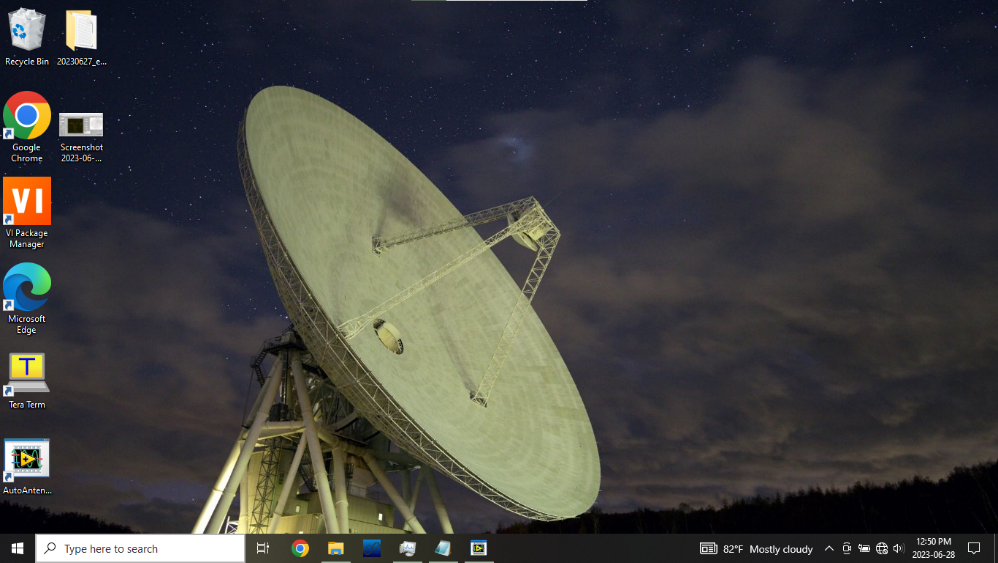 Recycle Bin
20230627_e...
Google
Chrome
Screenshot
2023-06-...
VI
VI Package
Manager
Microsoft
Edge
T
Tera Term
AutoAnten...
Type here to search
82°F Mostly cloudy
12:50 PM
2023-06-28